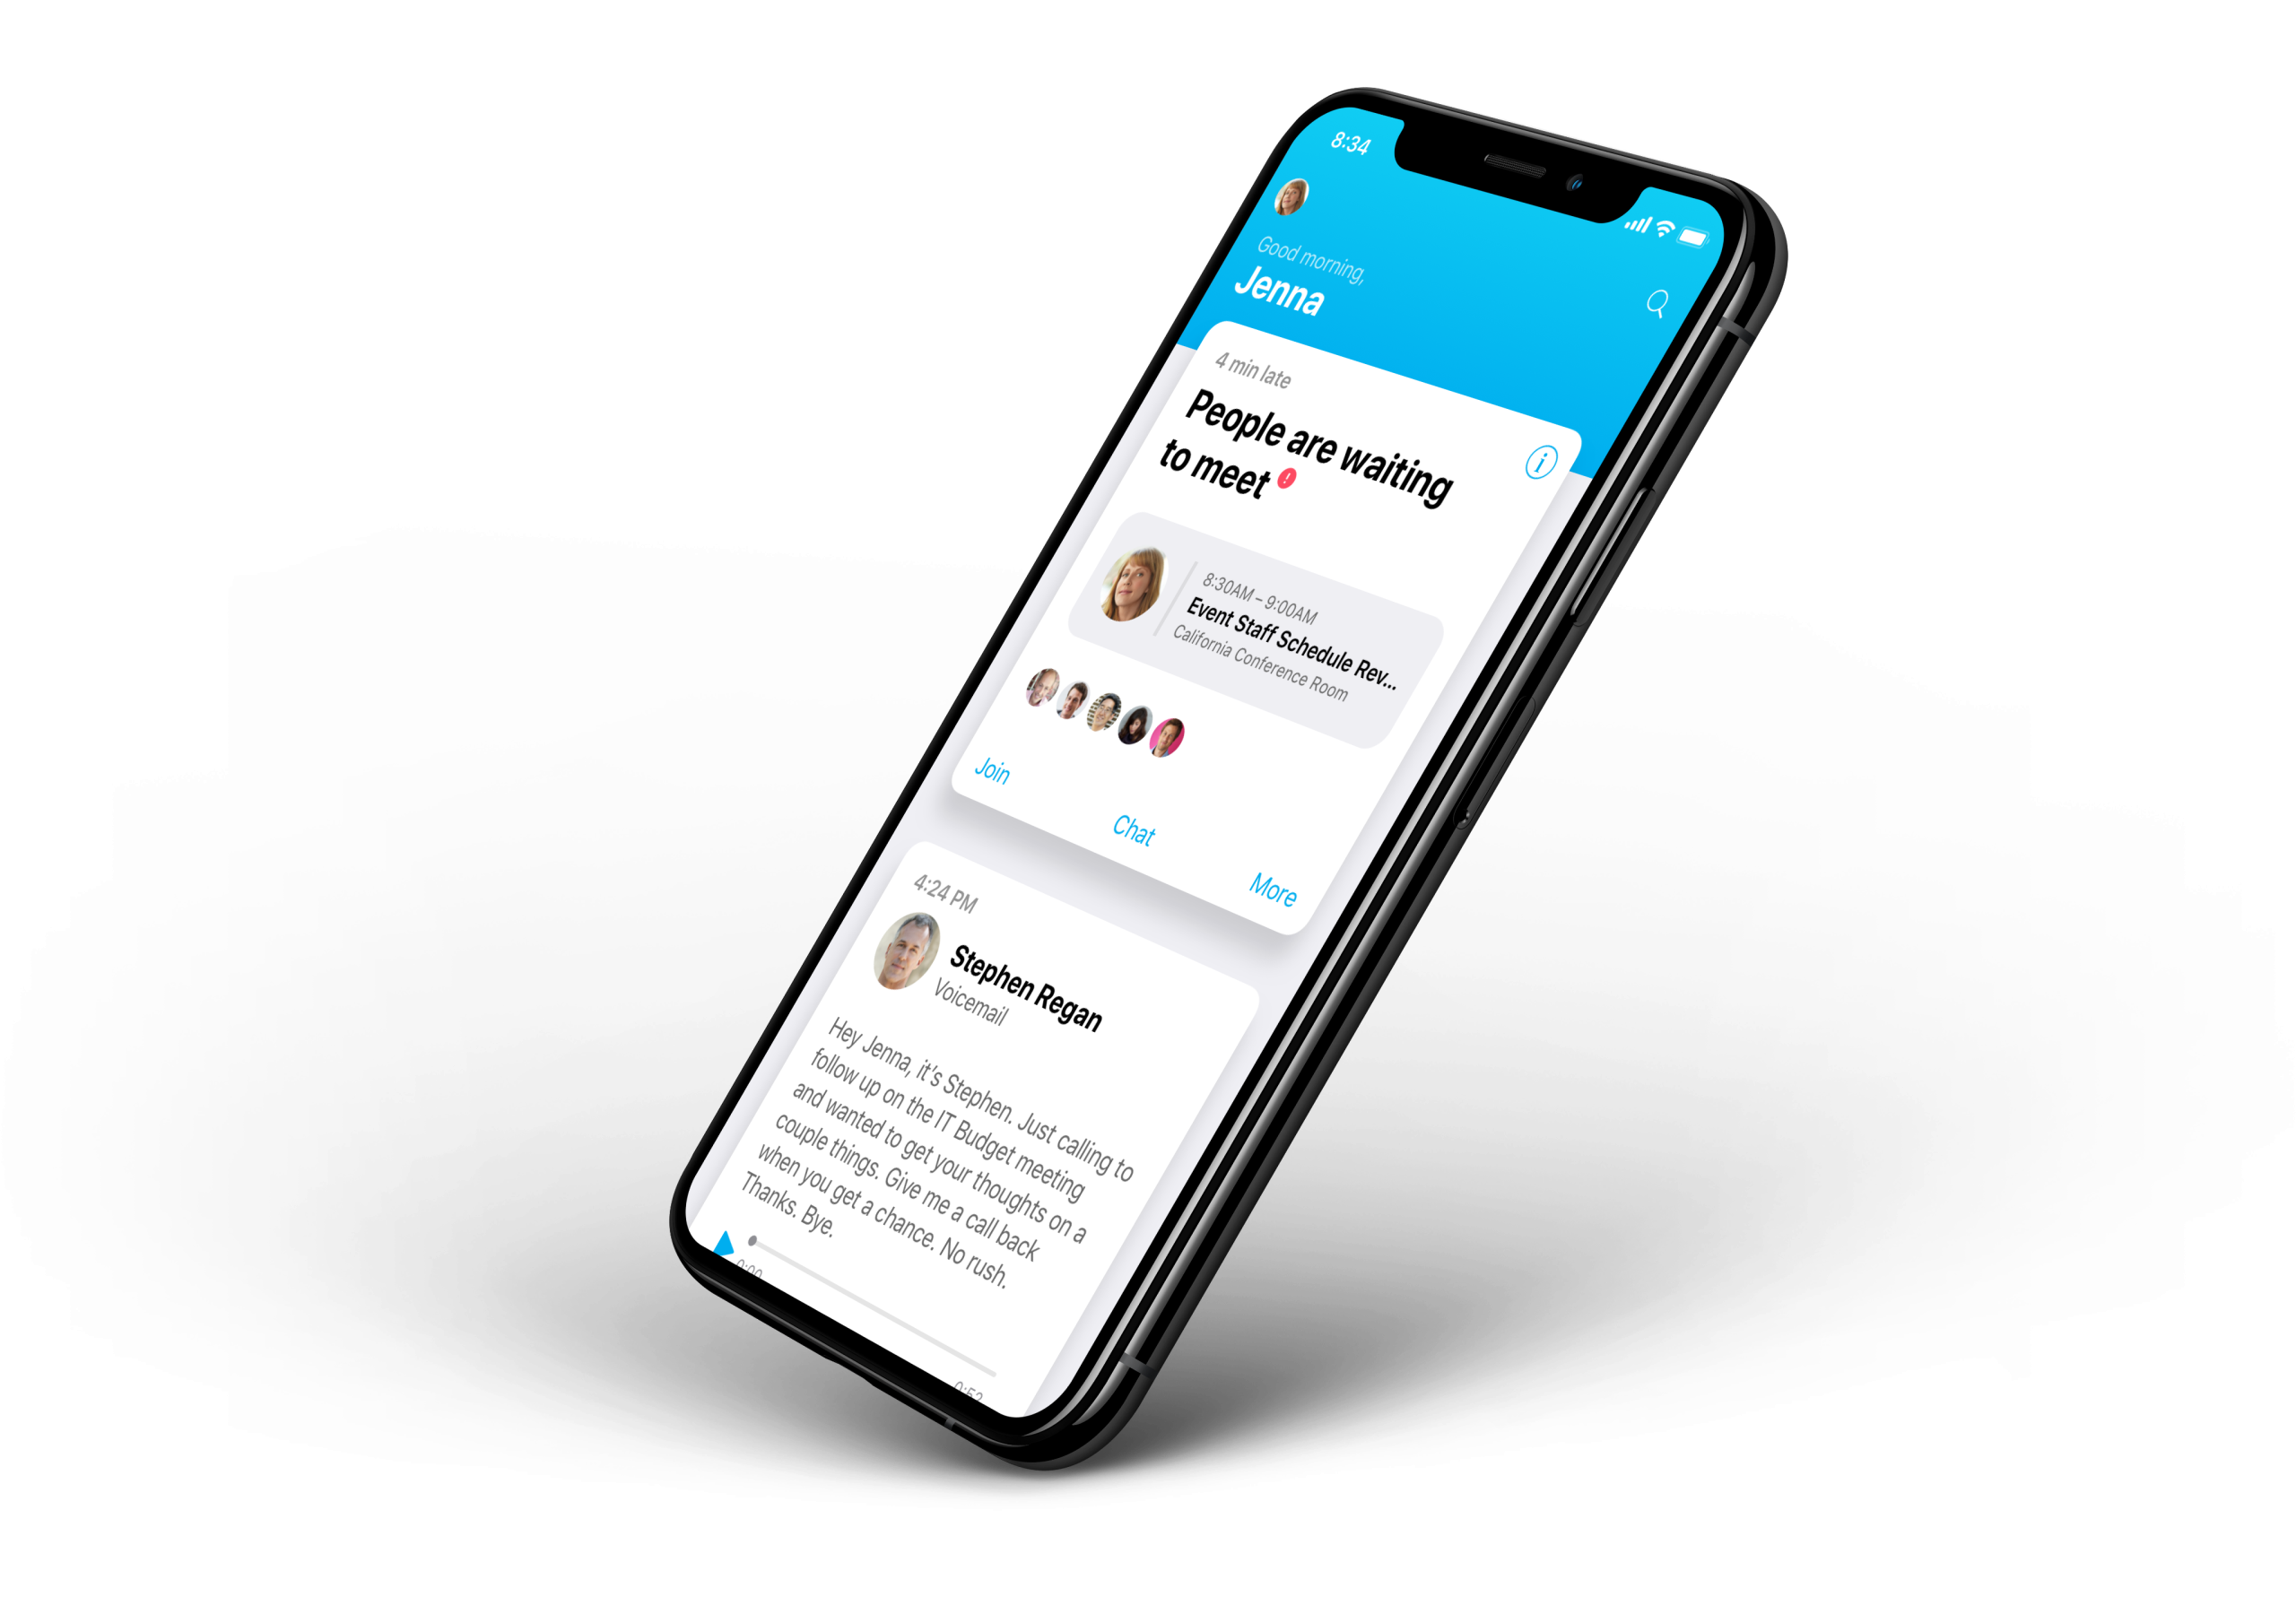 8:34
Good morning,
Jenna
4 min late
People are waiting
to meet
8:30AM – 9:00AM
Event Staff Schedule Rev...
California Conference Room
Join
Chat
More
4:24 PM
Stephen Regan
Voicemail
Hey Jenna, it's Stephen. Just calling to
follow up on the IT Budget meeting
and wanted to get your thoughts on a
couple things. Give me a call back
when you get a chance. No rush.
Thanks. Bye.
0:00
0:52